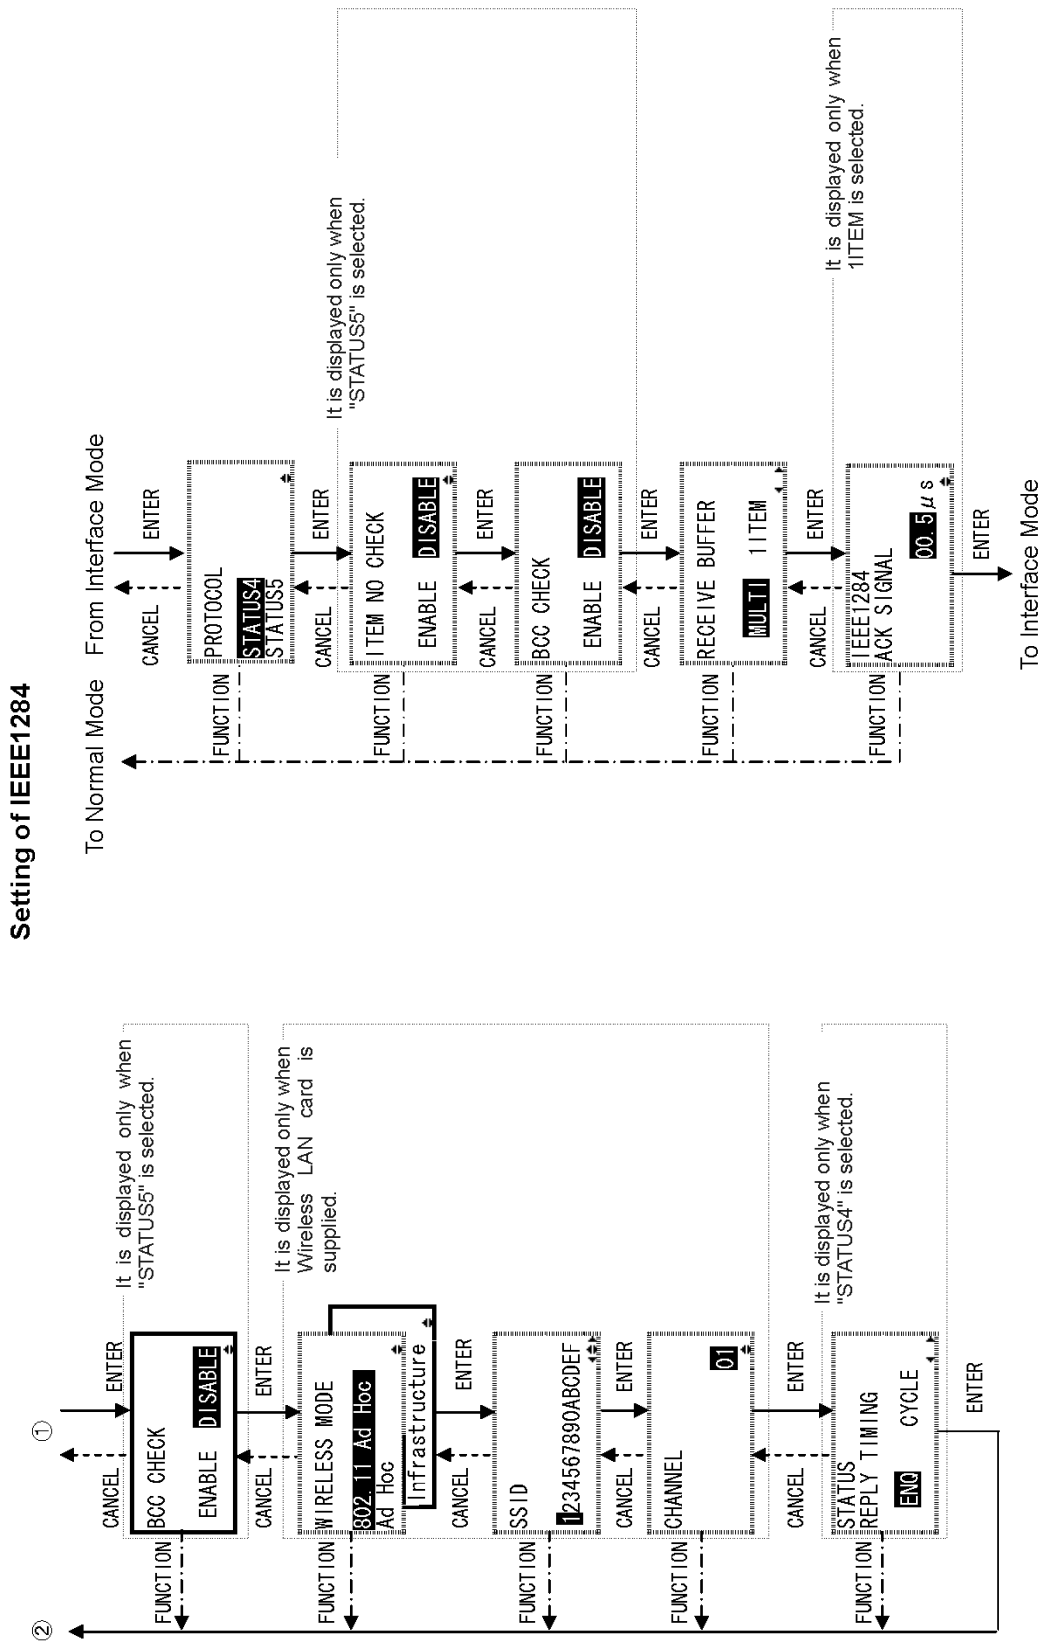 Setting of IEEE1284
①
②
CANCEL
ENTER
It is displayed only when
"STATUS5" is selected.
BCC CHECK
ENABLE DISABLE
FUNCTION
CANCEL
ENTER
It is displayed only when
Wireless LAN card is
supplied.
WIRELESS MODE
802.11 Ad Hoc
Ad Hoc
Infrastructure
FUNCTION
CANCEL
ENTER
SSID
1234567890ABCDEF
FUNCTION
CANCEL
ENTER
CHANNEL
01
FUNCTION
CANCEL
ENTER
It is displayed only when
"STATUS4" is selected.
STATUS
REPLY TIMING
ENQ CYCLE
FUNCTION
ENTER
To Normal Mode
From Interface Mode
CANCEL
ENTER
PROTOCOL
STATUS4
STATUS5
FUNCTION
CANCEL
ENTER
It is displayed only when
"STATUS5" is selected.
ITEM NO CHECK
ENABLE DISABLE
FUNCTION
CANCEL
ENTER
BCC CHECK
ENABLE DISABLE
FUNCTION
CANCEL
ENTER
RECEIVE BUFFER
MULTI 1ITEM
FUNCTION
CANCEL
ENTER
It is displayed only when
1ITEM is selected.
IEEE1284
ACK SIGNAL
00.5μs
FUNCTION
ENTER
To Interface Mode